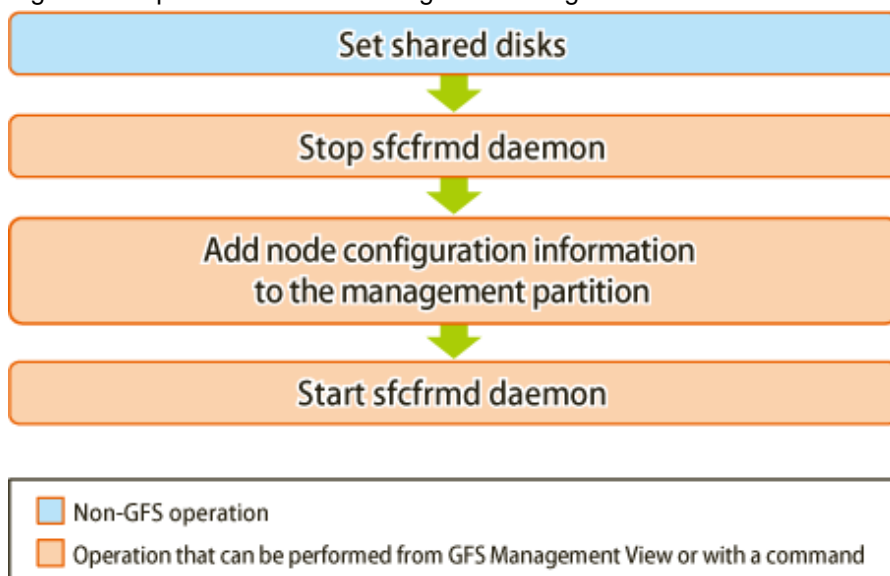 Set shared disks
Stop sfcfrmd daemon
Add node configuration information
to the management partition
Start sfcfrmd daemon
Non-GFS operation
Operation that can be performed from GFS Management View or with a command